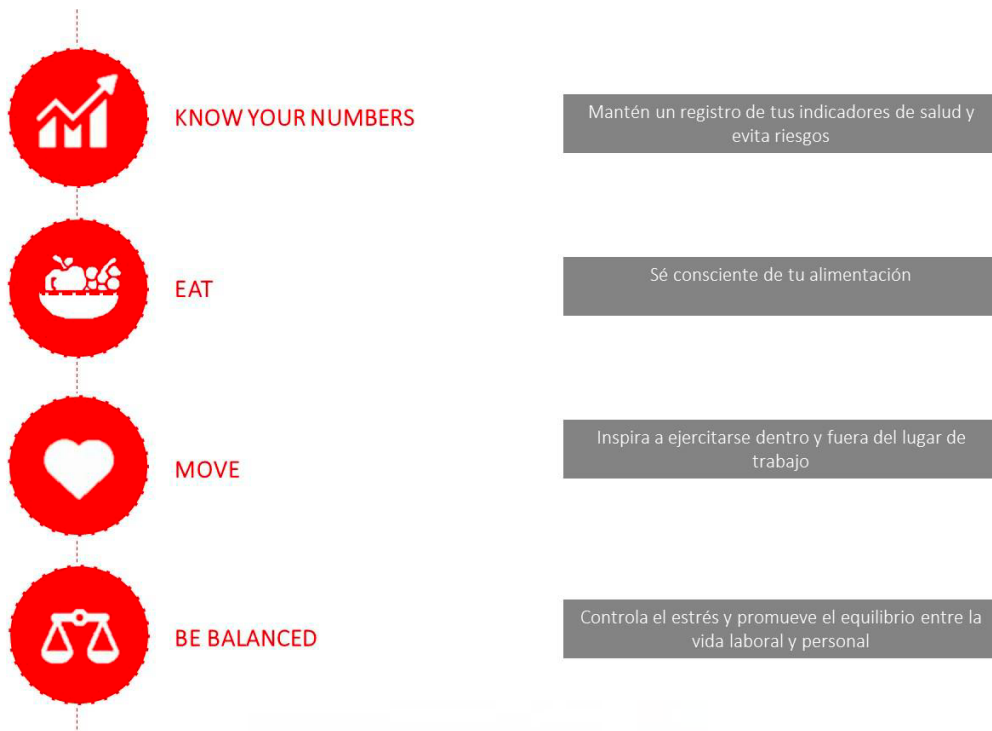 KNOW YOUR NUMBERS
Mantén un registro de tus indicadores de salud y
evita riesgos
EAT
Sé consciente de tu alimentación
MOVE
Inspira a ejercitarse dentro y fuera del lugar de
trabajo
BE BALANCED
Controla el estrés y promueve el equilibrio entre la
vida laboral y personal